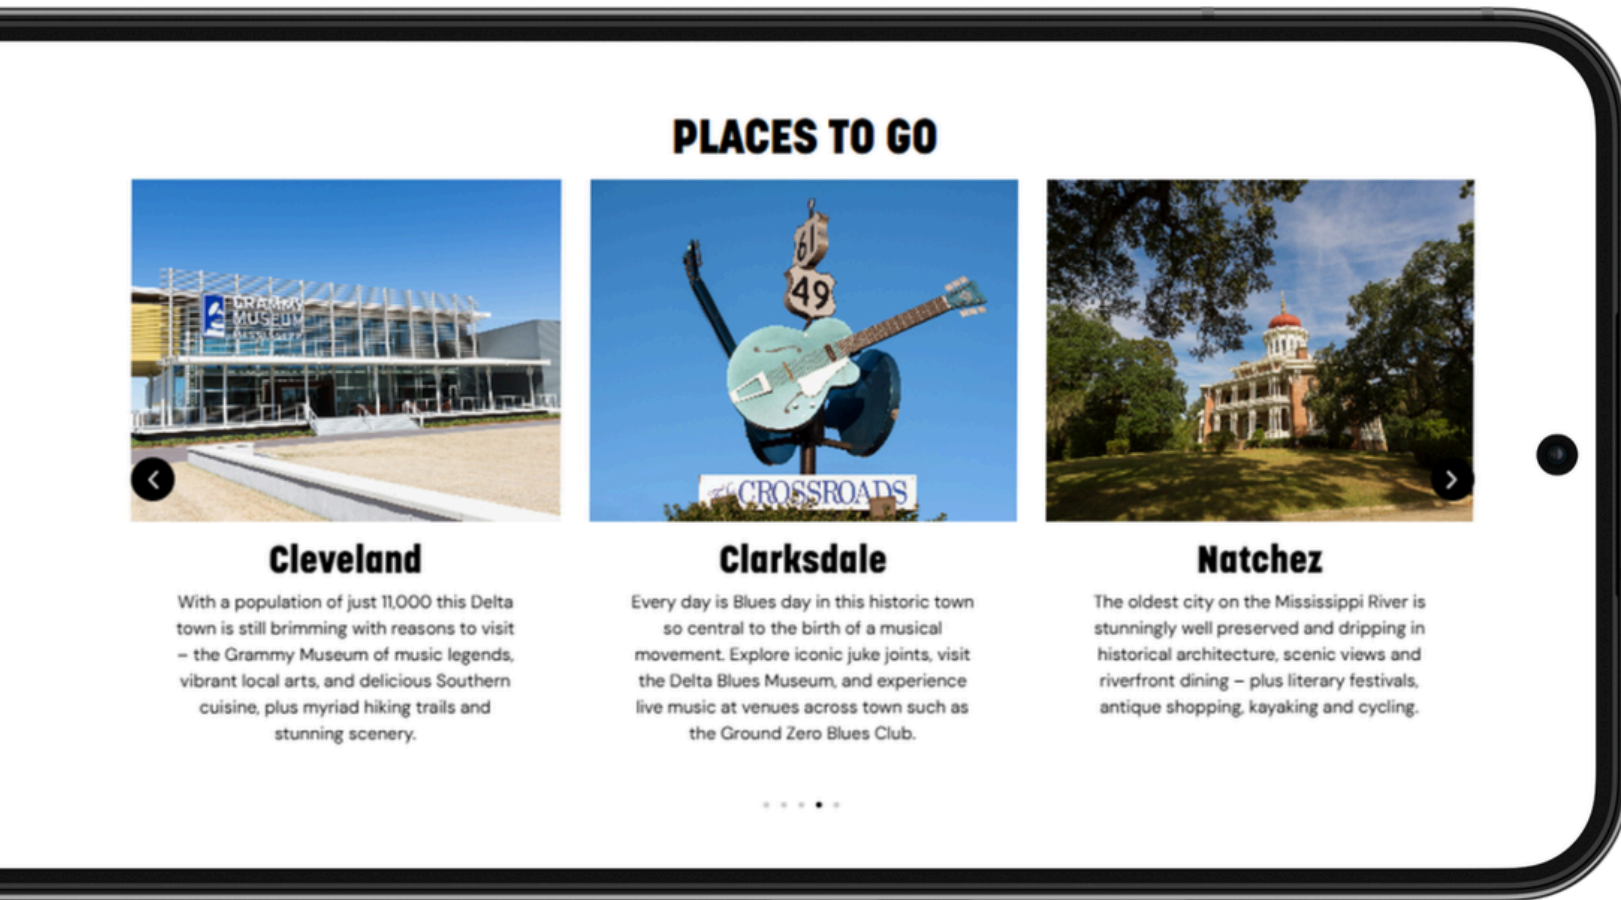 PLACES TO GO
GRAMMY
MUSEUM
MISSISSIPPI
61
49
The CROSSROADS
Cleveland
With a population of just 11,000 this Delta
town is still brimming with reasons to visit
– the Grammy Museum of music legends,
vibrant local arts, and delicious Southern
cuisine, plus myriad hiking trails and
stunning scenery.
Clarksdale
Every day is Blues day in this historic town
so central to the birth of a musical
movement. Explore iconic juke joints, visit
the Delta Blues Museum, and experience
live music at venues across town such as
the Ground Zero Blues Club.
Natchez
The oldest city on the Mississippi River is
stunningly well preserved and dripping in
historical architecture, scenic views and
riverfront dining – plus literary festivals,
antique shopping, kayaking and cycling.